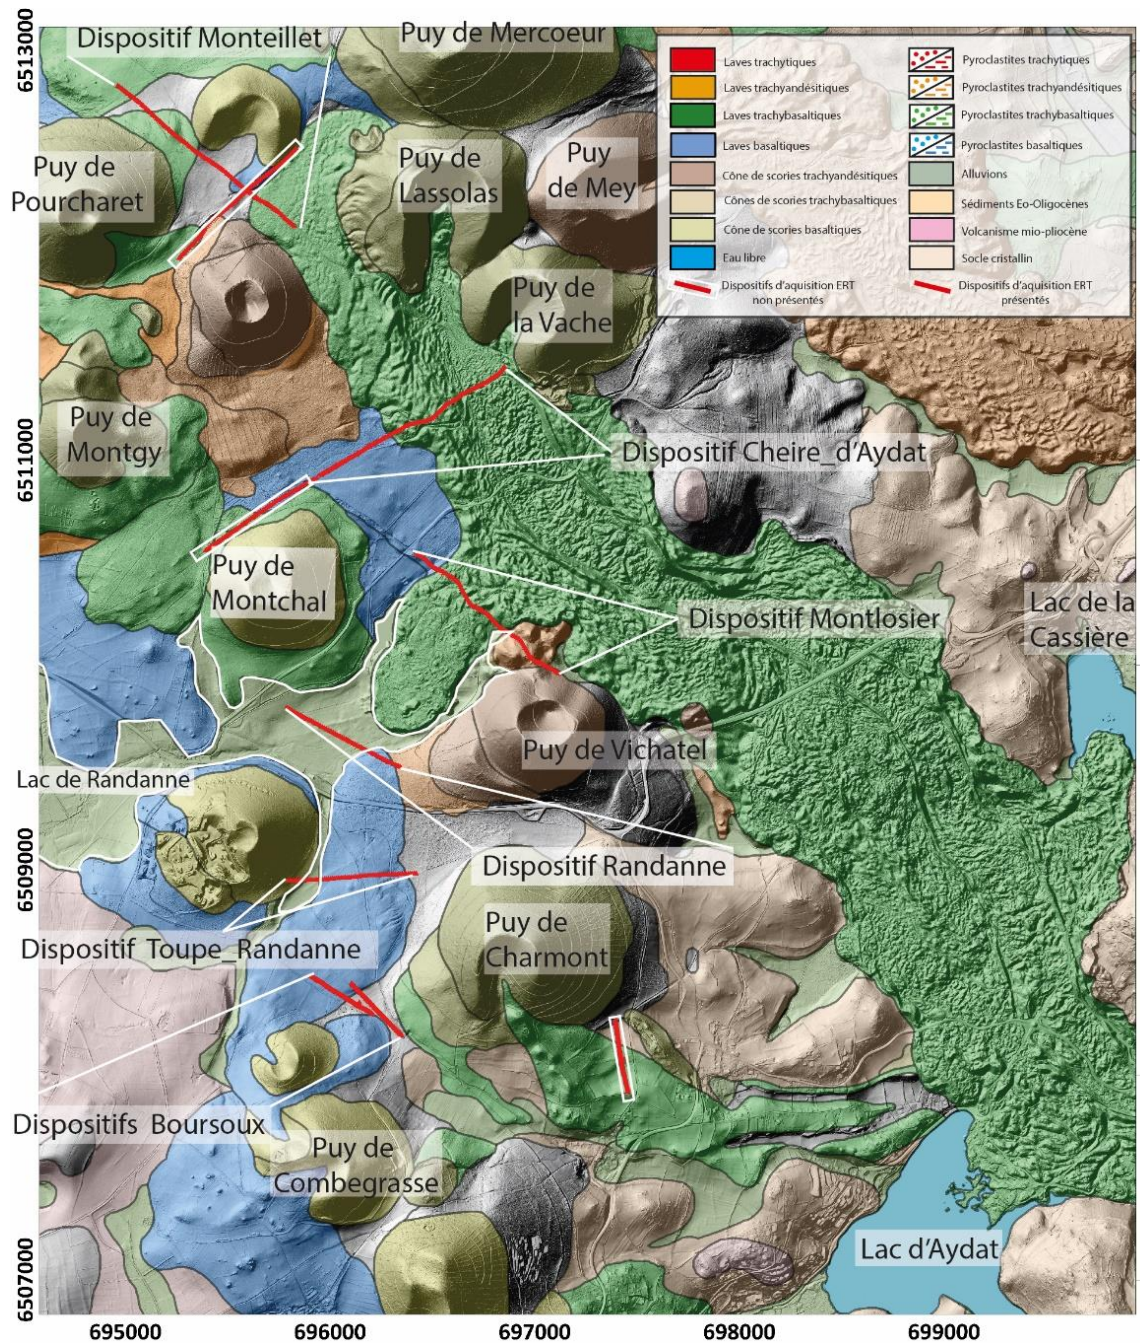 6513000
6511000
6509000
6507000
695000
696000
697000
698000
699000
Dispositif Monteillet
Puy de Mercoeur
Puy de
Pourcharet
Puy de
Lassolas
Puy
de Mey
Puy de
la Vache
Puy de
Montgy
Dispositif Cheire_d'Aydat
Puy de
Montchal
Dispositif Montlosier
Lac de la
Cassière
Puy de Vichatel
Lac de Randanne
Dispositif Randanne
Puy de
Charmont
Dispositif Toupe_Randanne
Dispositifs_Boursoux
Puy de
Combegrasse
Lac d'Aydat
Laves trachytiques
Laves trachyandésitiques
Laves trachybasaltiques
Laves basaltiques
Cône de scories trachyandésitiques
Cônes de scories trachybasaltiques
Cône de scories basaltiques
Eau libre
Dispositifs d'aquisition ERT
non présentés
Pyroclastites trachytiques
Pyroclastites trachyandésitiques
Pyroclastites trachybasaltiques
Pyroclastites basaltiques
Alluvions
Sédiments Eo-Oligocènes
Volcanisme mio-pliocène
Socle cristallin
Dispositifs d'aquisition ERT
présentés